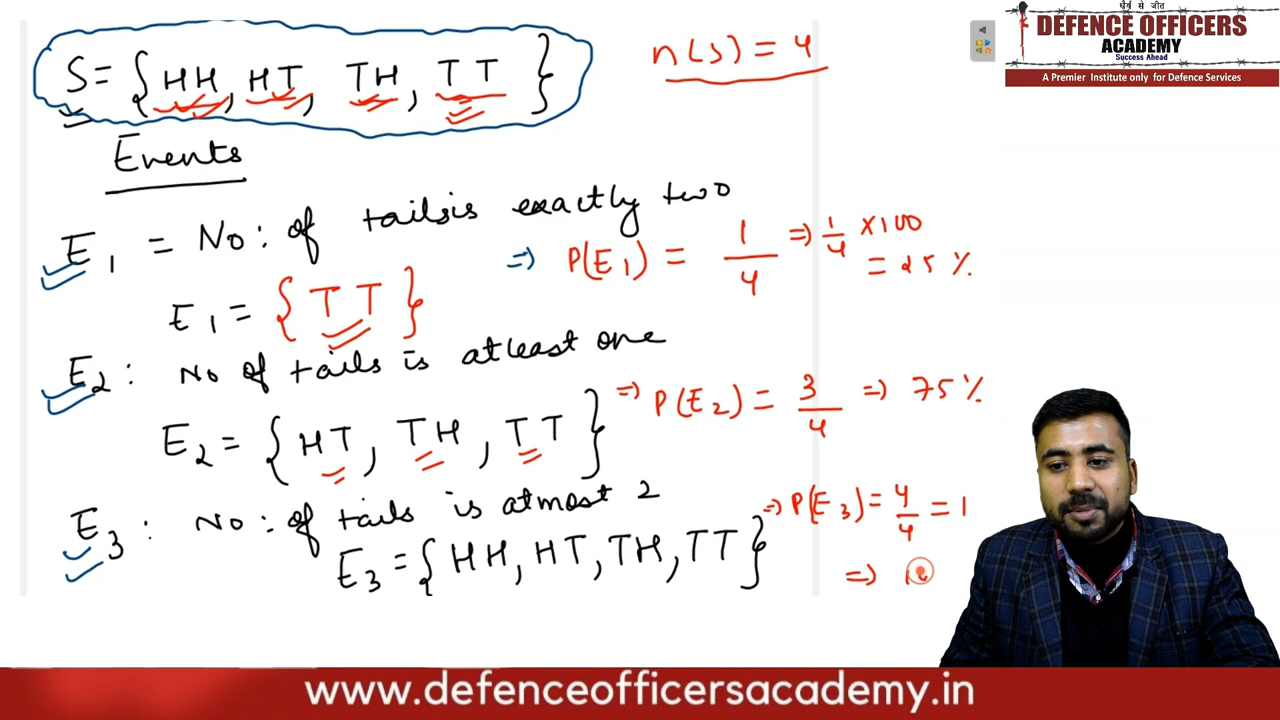 S = {HH, HT, TH, TT}
n(S) = 4
Events
E1 = No: of tails is exactly two
E1 = {TT}
⇒ P(E1) = 1/4 ⇒ 1/4 × 100
= 25 %
E2: No of tails is atleast one
E2 = {HT, TH, TT}
⇒ P(E2) = 3/4 ⇒ 75 %
E3: No: of tails is atmost 2
E3 = {HH, HT, TH, TT}
⇒ P(E3) = 4/4 = 1
⇒
धैर्य से जीत
DEFENCE OFFICERS
ACADEMY
Success Ahead
A Premier Institute only for Defence Services
www.defenceofficersacademy.in